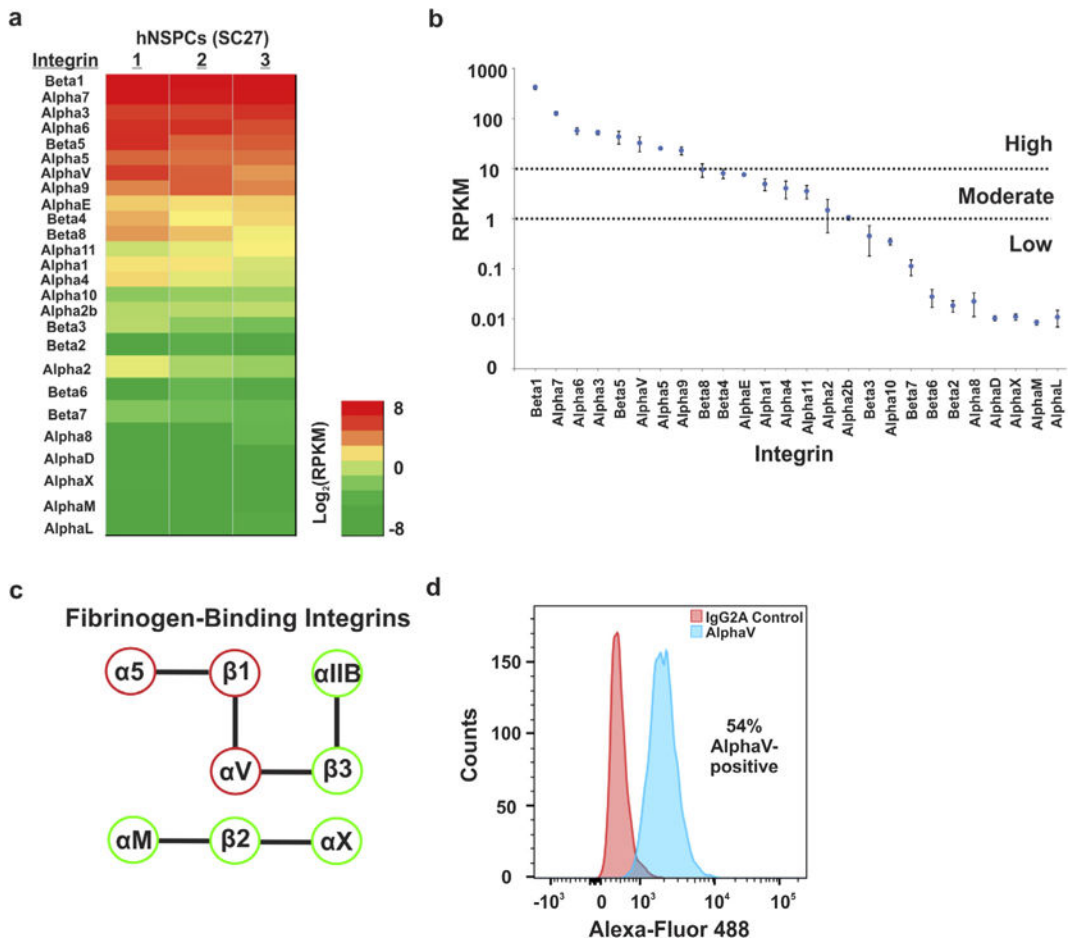 a
hNSPCs (SC27)
Integrin 1 2 3
Beta1
Alpha7
Alpha3
Alpha6
Beta5
Alpha5
AlphaV
Alpha9
AlphaE
Beta4
Beta8
Alpha11
Alpha1
Alpha4
Alpha10
Alpha2b
Beta3
Beta2
Alpha2
Beta6
Beta7
Alpha8
AlphaD
AlphaX
AlphaM
AlphaL
8
0
-8
Log2(RPKM)
b
RPKM
1000
100
10
1
0.1
0.01
0
High
Moderate
Low
Beta1
Alpha7
Alpha6
Alpha3
Beta5
AlphaV
Alpha5
Alpha9
Beta8
Beta4
AlphaE
Alpha1
Alpha4
Alpha11
Alpha2
Alpha2b
Beta3
Alpha10
Beta7
Beta6
Beta2
Alpha8
AlphaD
AlphaX
AlphaM
AlphaL
Integrin
c
Fibrinogen-Binding Integrins
α5 β1 αIIB
αV β3
αM β2 αX
d
IgG2A Control
AlphaV
Counts
150
100
50
0
54%
AlphaV-
positive
-10³ 0 10³ 10⁴ 10⁵
Alexa-Fluor 488